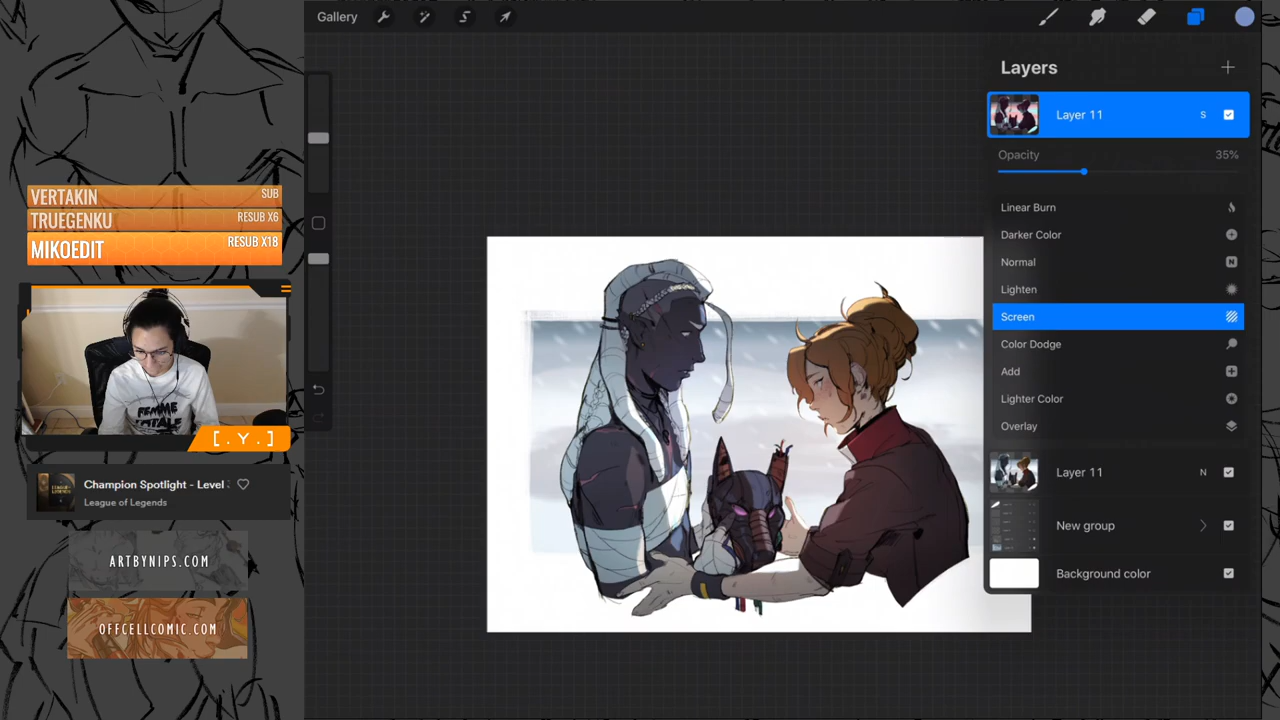 Gallery
Layers
Layer 11
S
Opacity
35%
Linear Burn
Darker Color
Normal
N
Lighten
Screen
Color Dodge
Add
Lighter Color
Overlay
Layer 11
N
New group
Background color
VERTAKIN
SUB
TRUEGENKU
RESUB X6
MIKOEDIT
RESUB X18
FEMME
[.Y.]
Champion Spotlight - Level
League of Legends
ARTBYNIPS.COM
OFFCELLCOMIC.COM